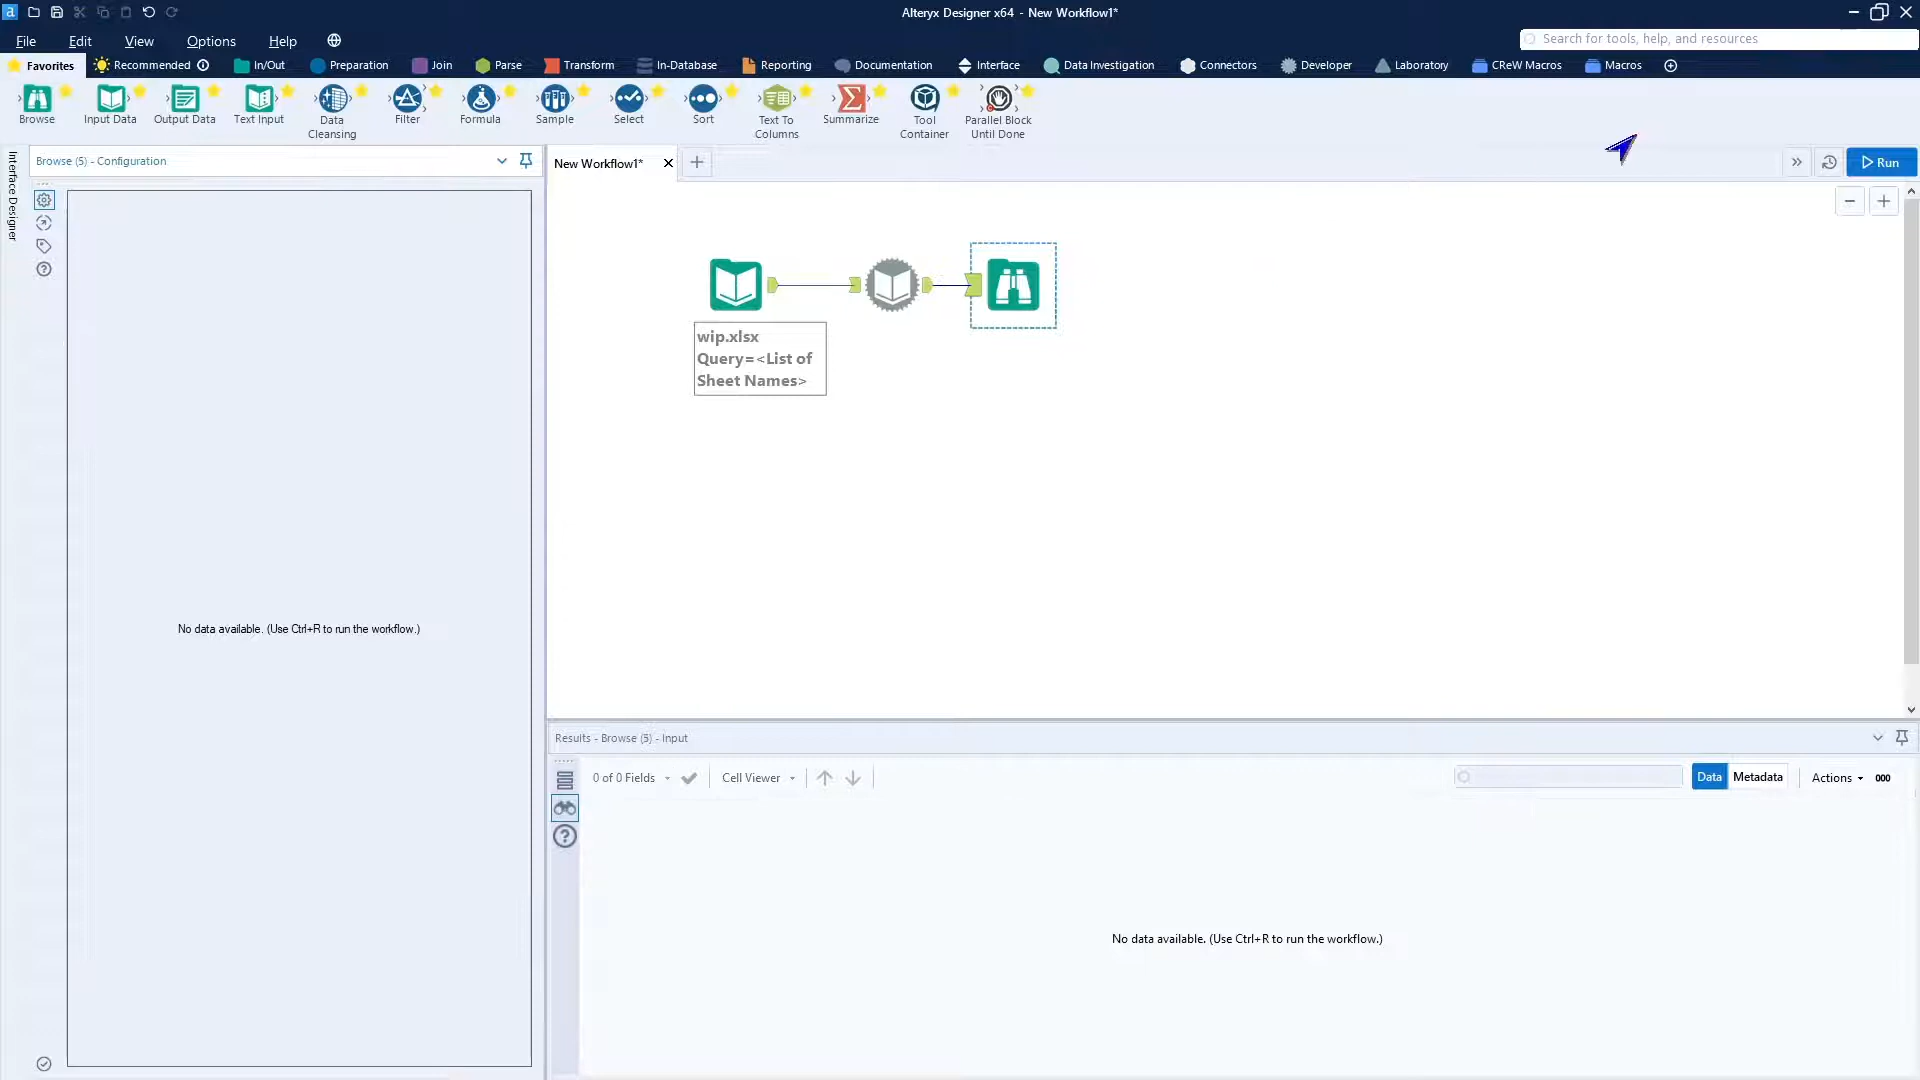 Alteryx Designer x64 - New Workflow1*
File Edit View Options Help
Search for tools, help, and resources
Favorites Recommended In/Out Preparation Join Parse Transform In-Database Reporting Documentation Interface Data Investigation Connectors Developer Laboratory CReW Macros Macros
Browse Input Data Output Data Text Input Data Cleansing Filter Formula Sample Select Sort Text To Columns Summarize Tool Container Parallel Block Until Done
Interface Designer
Browse (5) - Configuration
New Workflow1*
Run
No data available. (Use Ctrl+R to run the workflow.)
wip.xlsx
Query=<List of
Sheet Names>
Results - Browse (5) - Input
0 of 0 Fields Cell Viewer Data Metadata Actions 000
No data available. (Use Ctrl+R to run the workflow.)